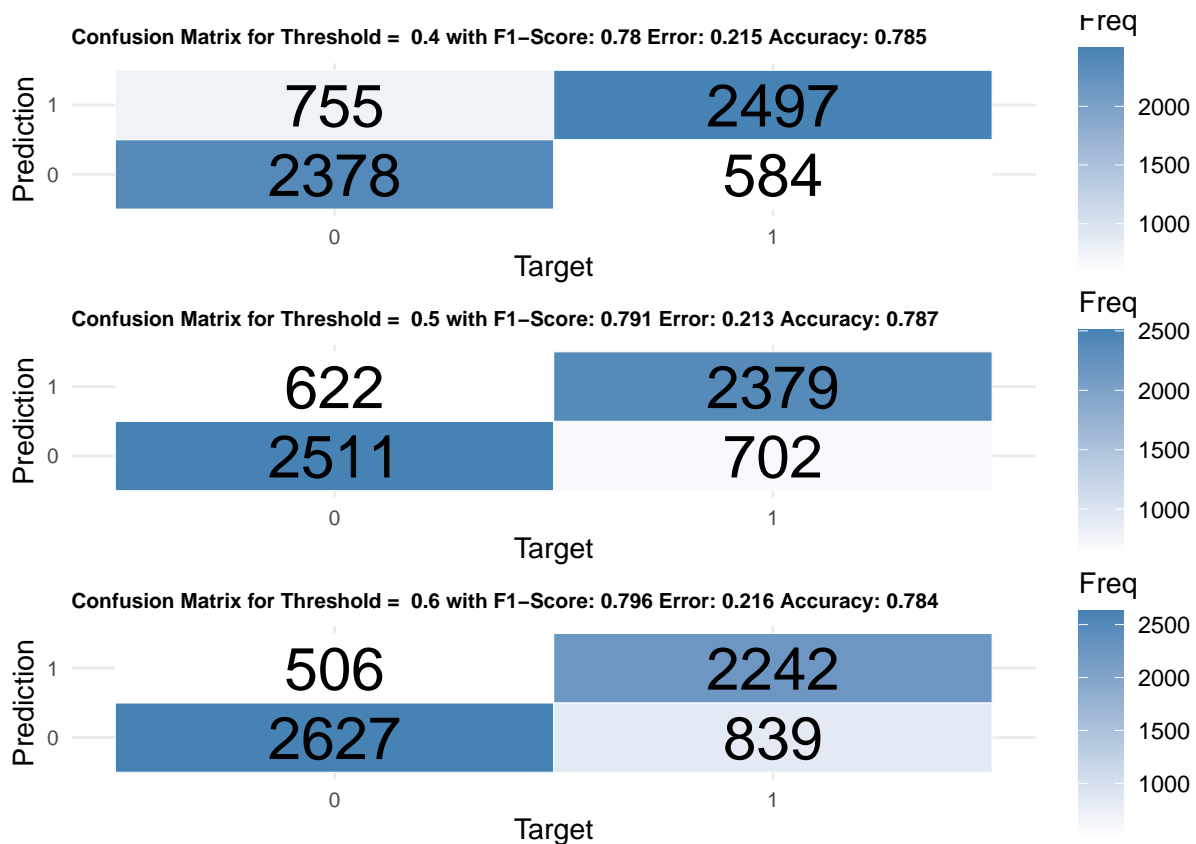 Confusion Matrix for Threshold =  0.4 with F1−Score: 0.78 Error: 0.215 Accuracy: 0.785
Freq
Prediction
1
755
2497
0
2378
584
0
1
Target
2000
1500
1000
Confusion Matrix for Threshold =  0.5 with F1−Score: 0.791 Error: 0.213 Accuracy: 0.787
Freq
Prediction
1
622
2379
0
2511
702
0
1
Target
2500
2000
1500
1000
Confusion Matrix for Threshold =  0.6 with F1−Score: 0.796 Error: 0.216 Accuracy: 0.784
Freq
Prediction
1
506
2242
0
2627
839
0
1
Target
2500
2000
1500
1000